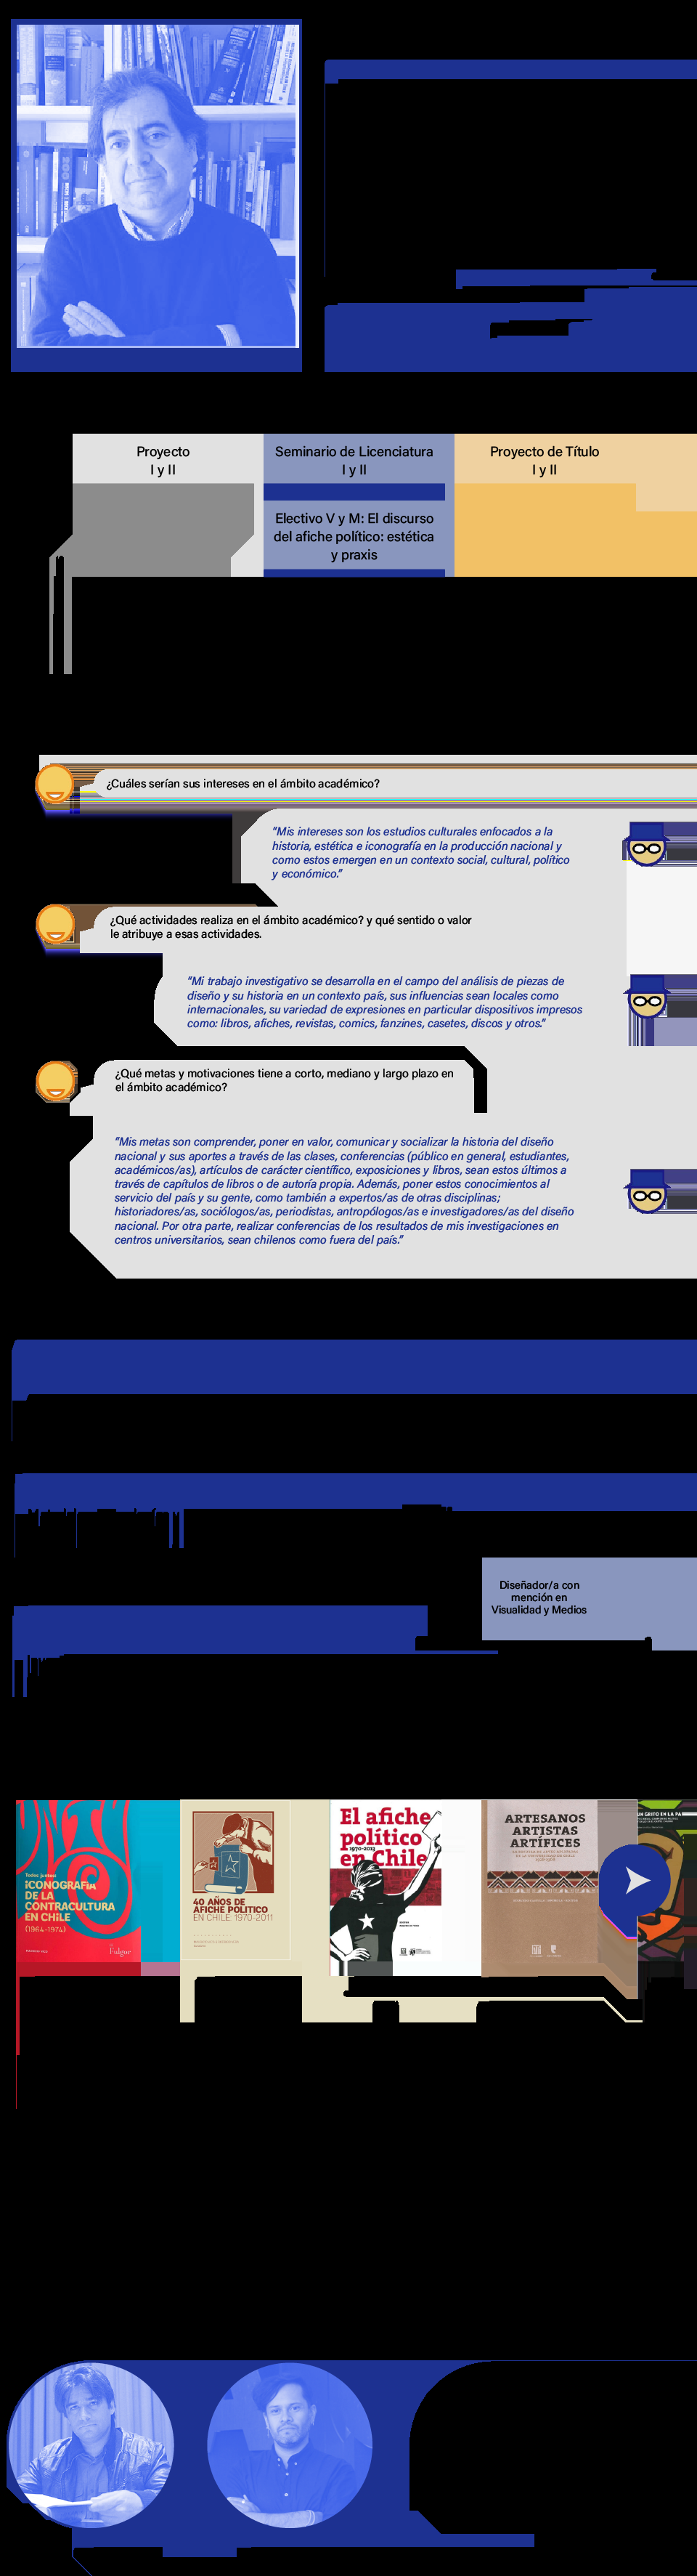 Proyecto
I y II
Seminario de Licenciatura
I y II
Proyecto de Título
I y II
Electivo V y M: El discurso
del afiche político: estética
y praxis
¿Cuáles serían sus intereses en el ámbito académico?
"Mis intereses son los estudios culturales enfocados a la
historia, estética e iconografía en la producción nacional y
como estos emergen en un contexto social, cultural, político
y económico."
¿Qué actividades realiza en el ámbito académico? y qué sentido o valor
le atribuye a esas actividades.
"Mi trabajo investigativo se desarrolla en el campo del análisis de piezas de
diseño y su historia en un contexto país, sus influencias sean locales como
internacionales, su variedad de expresiones en particular dispositivos impresos
como: libros, afiches, revistas, comics, fanzines, casetes, discos y otros."
¿Qué metas y motivaciones tiene a corto, mediano y largo plazo en
el ámbito académico?
"Mis metas son comprender, poner en valor, comunicar y socializar la historia del diseño
nacional y sus aportes a través de las clases, conferencias (público en general, estudiantes,
académicos/as), artículos de carácter científico, exposiciones y libros, sean estos últimos a
través de capítulos de libros o de autoría propia. Además, poner estos conocimientos al
servicio del país y su gente, como también a expertos/as de otras disciplinas;
historiadores/as, sociólogos/as, periodistas, antropólogos/as e investigadores/as del diseño
nacional. Por otra parte, realizar conferencias de los resultados de mis investigaciones en
centros universitarios, sean chilenos como fuera del país."
Diseñador/a con
mención en
Visualidad y Medios
iCONOGRAFiA
DE LA
CONTRACULTURA
EN CHiLE
(1964-1974)
Fulgor
40 AÑOS DE
AFICHE POLÍTICO
EN CHILE 1970-2011
El afiche
político
1970-2013
en Chile
ARTESANOS
ARTISTAS
ARTÍFICES
UN GRITO EN LA PA